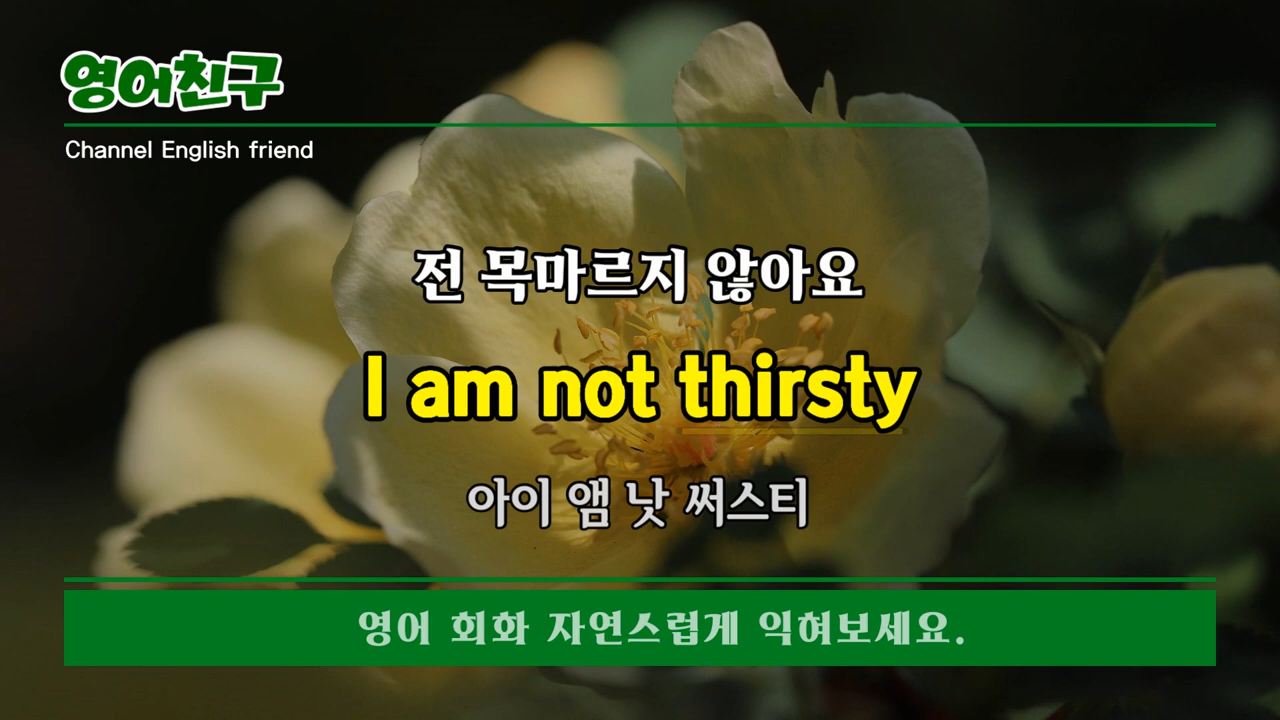 영어친구
Channel English friend
전 목마르지 않아요
I am not thirsty
아이 앰 낫 써스티
영어 회화 자연스럽게 익혀보세요.